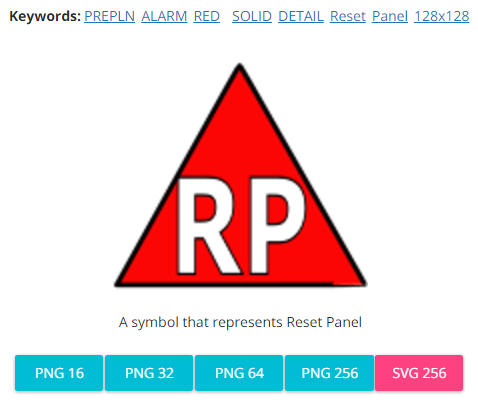 Keywords: PREPLN ALARM RED SOLID DETAIL Reset Panel 128x128
RP
A symbol that represents Reset Panel
PNG 16 PNG 32 PNG 64 PNG 256 SVG 256